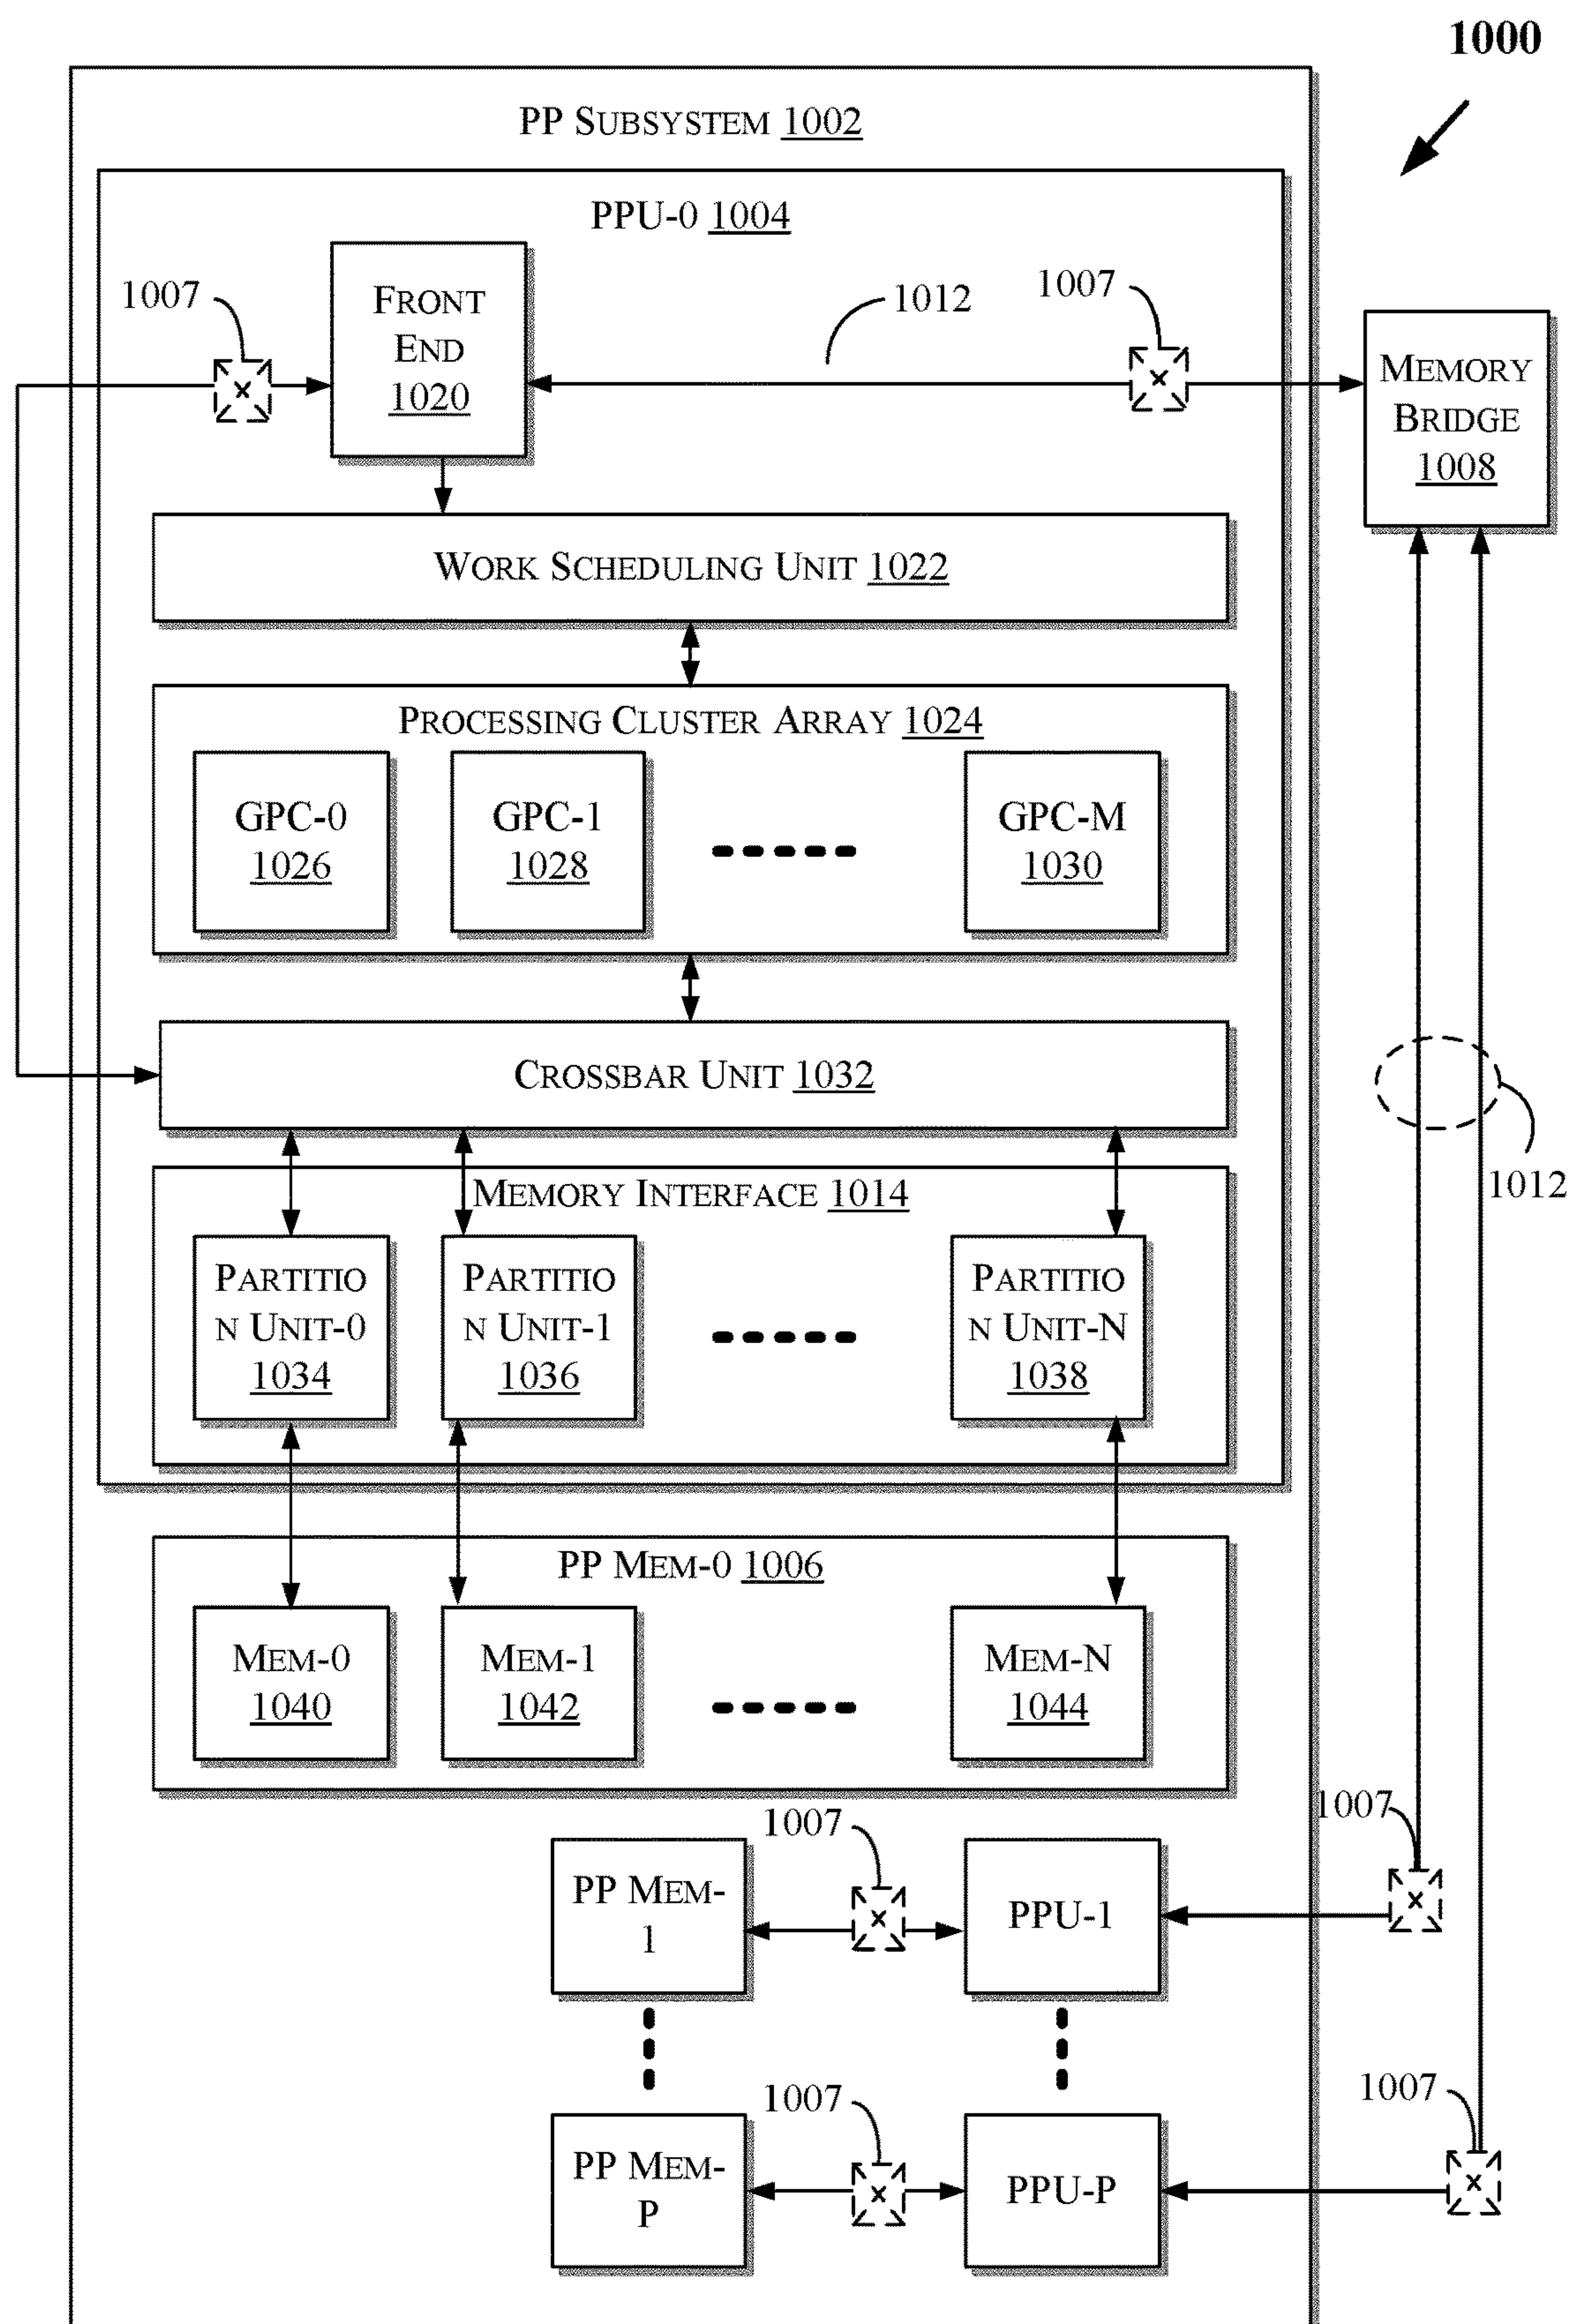 1000
PP SUBSYSTEM 1002
PPU-0 1004
1007
FRONT
END
1020
1012
1007
MEMORY
BRIDGE
1008
WORK SCHEDULING UNIT 1022
PROCESSING CLUSTER ARRAY 1024
GPC-0
1026
GPC-1
1028
GPC-M
1030
CROSSBAR UNIT 1032
1012
MEMORY INTERFACE 1014
PARTITIO
N UNIT-0
1034
PARTITIO
N UNIT-1
1036
PARTITIO
N UNIT-N
1038
PP MEM-0 1006
MEM-0
1040
MEM-1
1042
MEM-N
1044
1007
1007
PP MEM-
1
PPU-1
1007
1007
PP MEM-
P
PPU-P